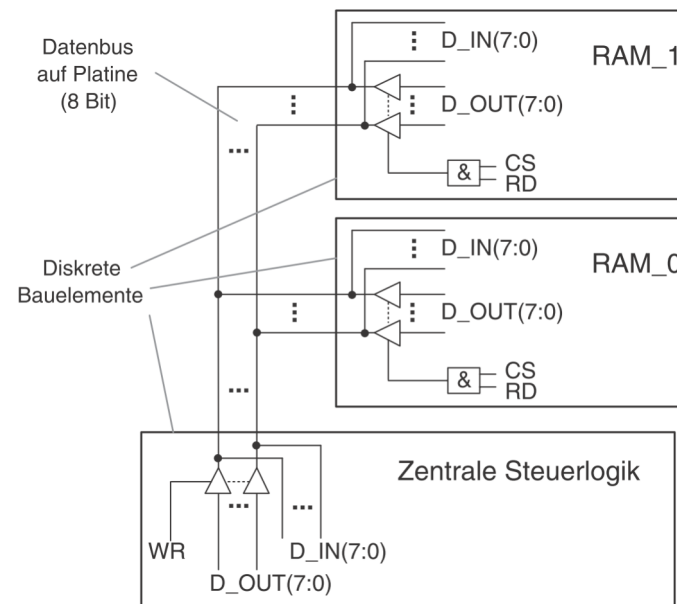 Datenbus
auf Platine
(8 Bit)
D_IN(7:0)
RAM_1
D_OUT(7:0)
& CS
RD
Diskrete
Bauelemente
D_IN(7:0)
RAM_0
D_OUT(7:0)
& CS
RD
Zentrale Steuerlogik
WR
D_IN(7:0)
D_OUT(7:0)